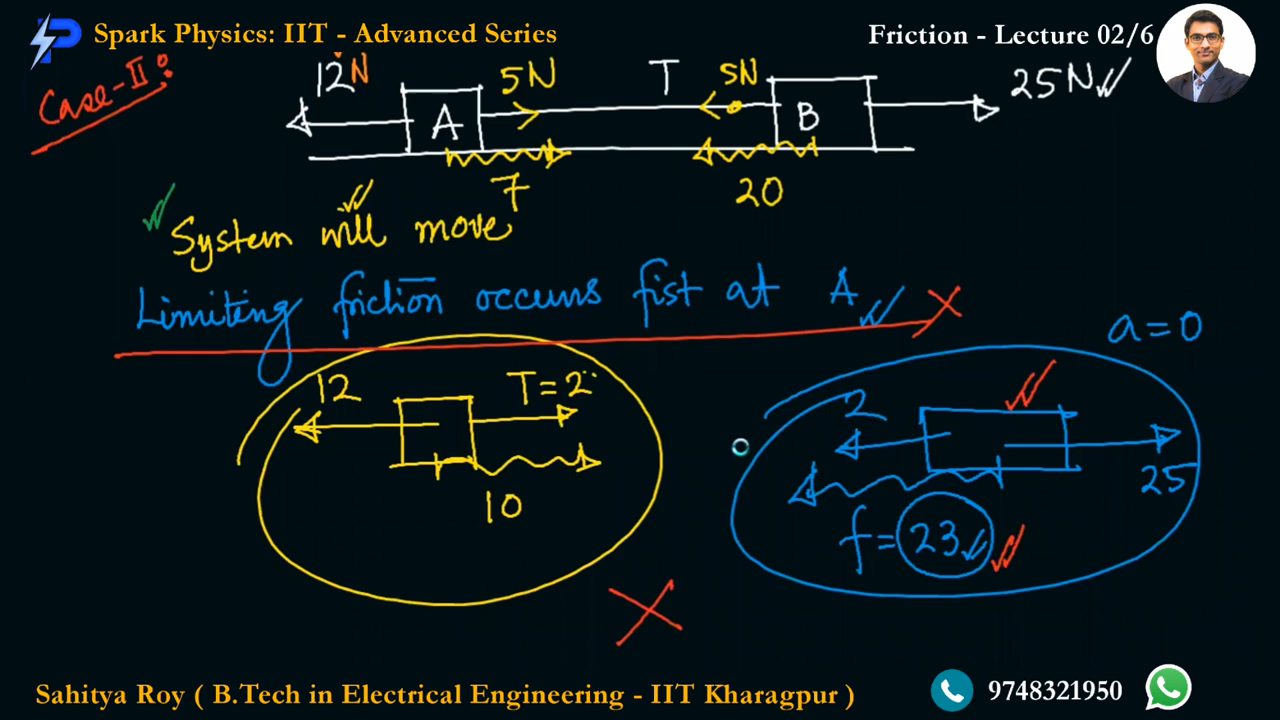 Spark Physics: IIT - Advanced Series
Friction - Lecture 02/6
Case-II:
12N 5N T 5N 25N
A B
7 20
System will move
Limiting friction occurs fist at A
a=0
12 T=2 2
10 25
f=23
Sahitya Roy ( B.Tech in Electrical Engineering - IIT Kharagpur )
9748321950